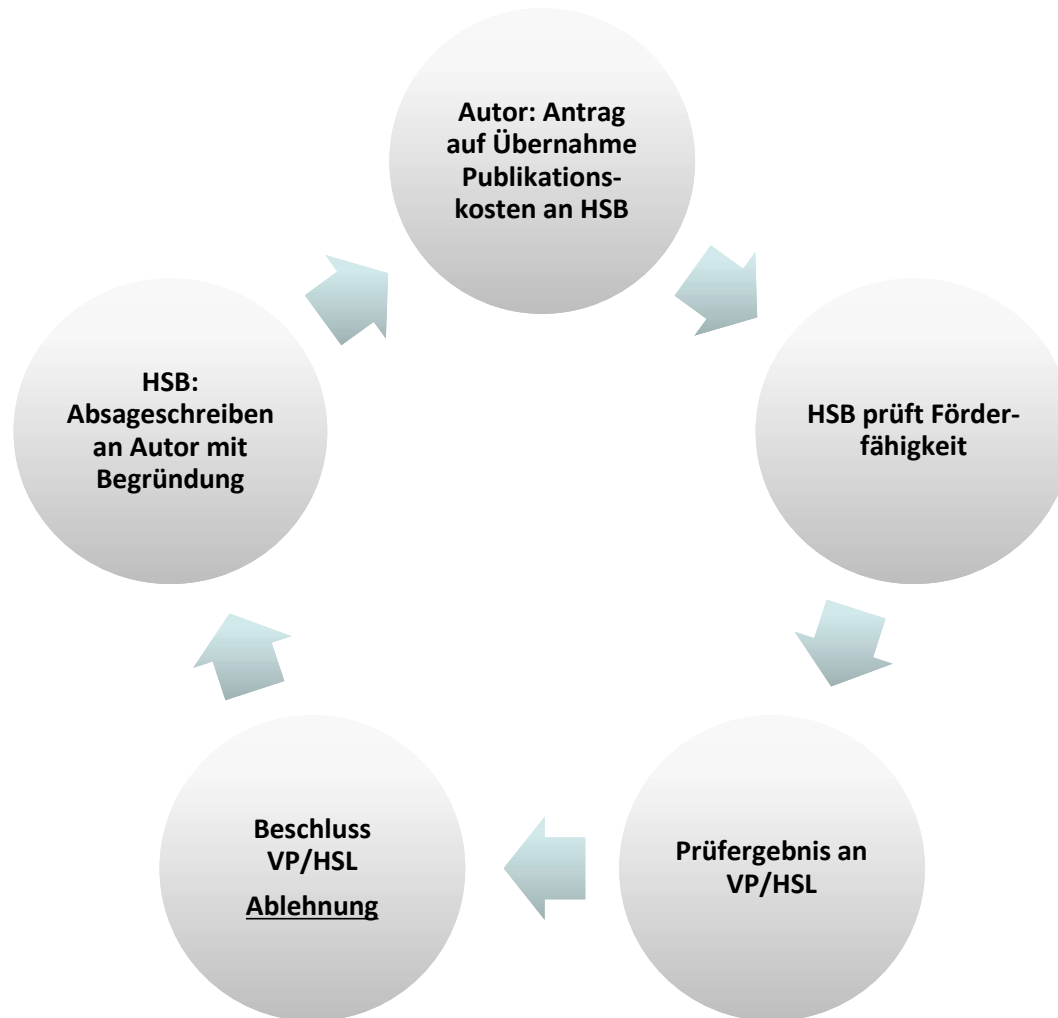 Autor: Antrag
auf Übernahme
Publikations-
kosten an HSB
HSB prüft Förder-
fähigkeit
Prüfergebnis an
VP/HSL
Beschluss
VP/HSL
Ablehnung
HSB:
Absageschreiben
an Autor mit
Begründung